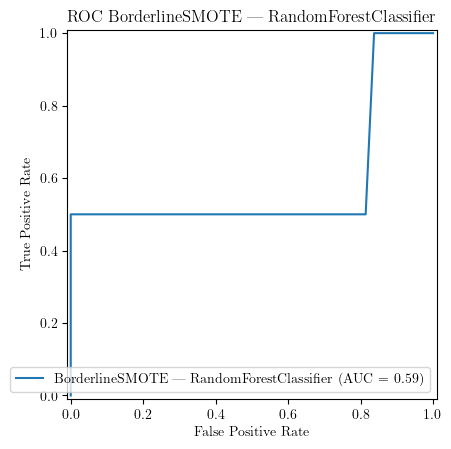 ROC BorderlineSMOTE — RandomForestClassifier
1.0
0.8
0.6
0.4
0.2
0.0
True Positive Rate
BorderlineSMOTE — RandomForestClassifier (AUC = 0.59)
0.0 0.2 0.4 0.6 0.8 1.0
False Positive Rate